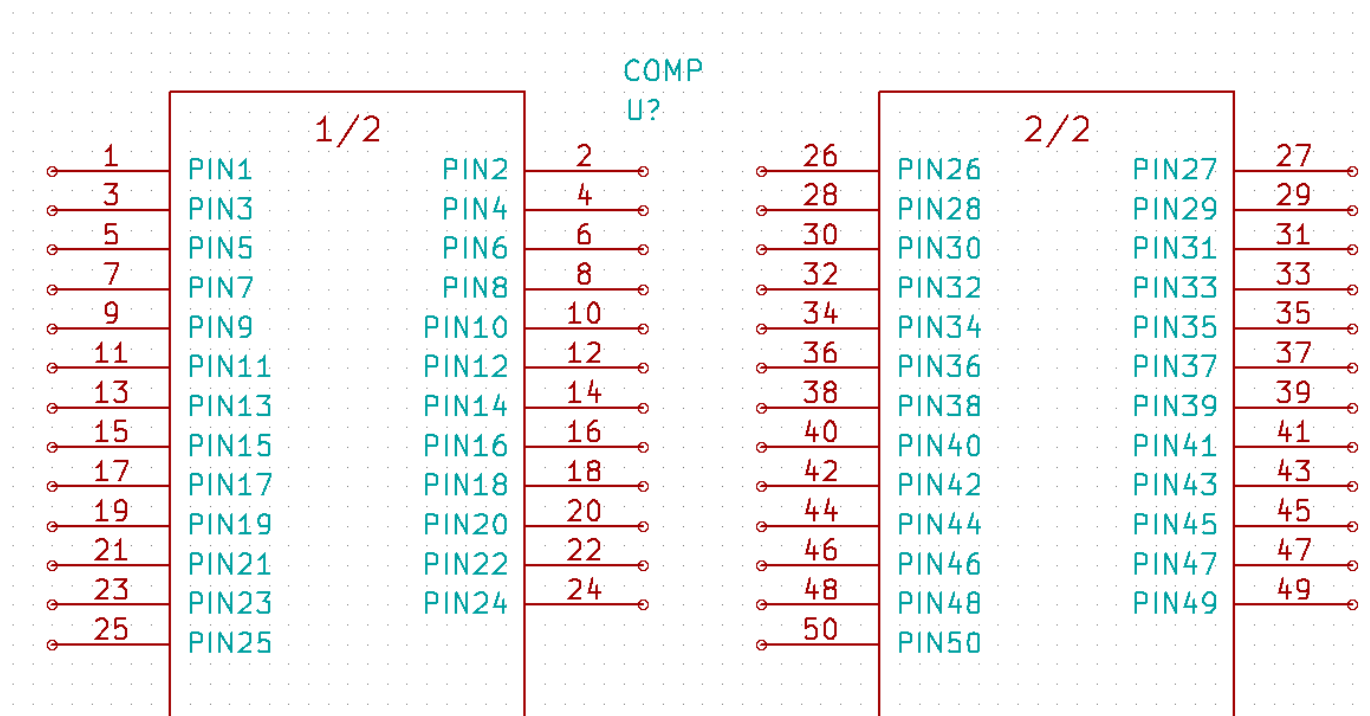 COMP
U?
1/2
1 PIN1 PIN2 2
3 PIN3 PIN4 4
5 PIN5 PIN6 6
7 PIN7 PIN8 8
9 PIN9 PIN10 10
11 PIN11 PIN12 12
13 PIN13 PIN14 14
15 PIN15 PIN16 16
17 PIN17 PIN18 18
19 PIN19 PIN20 20
21 PIN21 PIN22 22
23 PIN23 PIN24 24
25 PIN25
2/2
26 PIN26 PIN27 27
28 PIN28 PIN29 29
30 PIN30 PIN31 31
32 PIN32 PIN33 33
34 PIN34 PIN35 35
36 PIN36 PIN37 37
38 PIN38 PIN39 39
40 PIN40 PIN41 41
42 PIN42 PIN43 43
44 PIN44 PIN45 45
46 PIN46 PIN47 47
48 PIN48 PIN49 49
50 PIN50